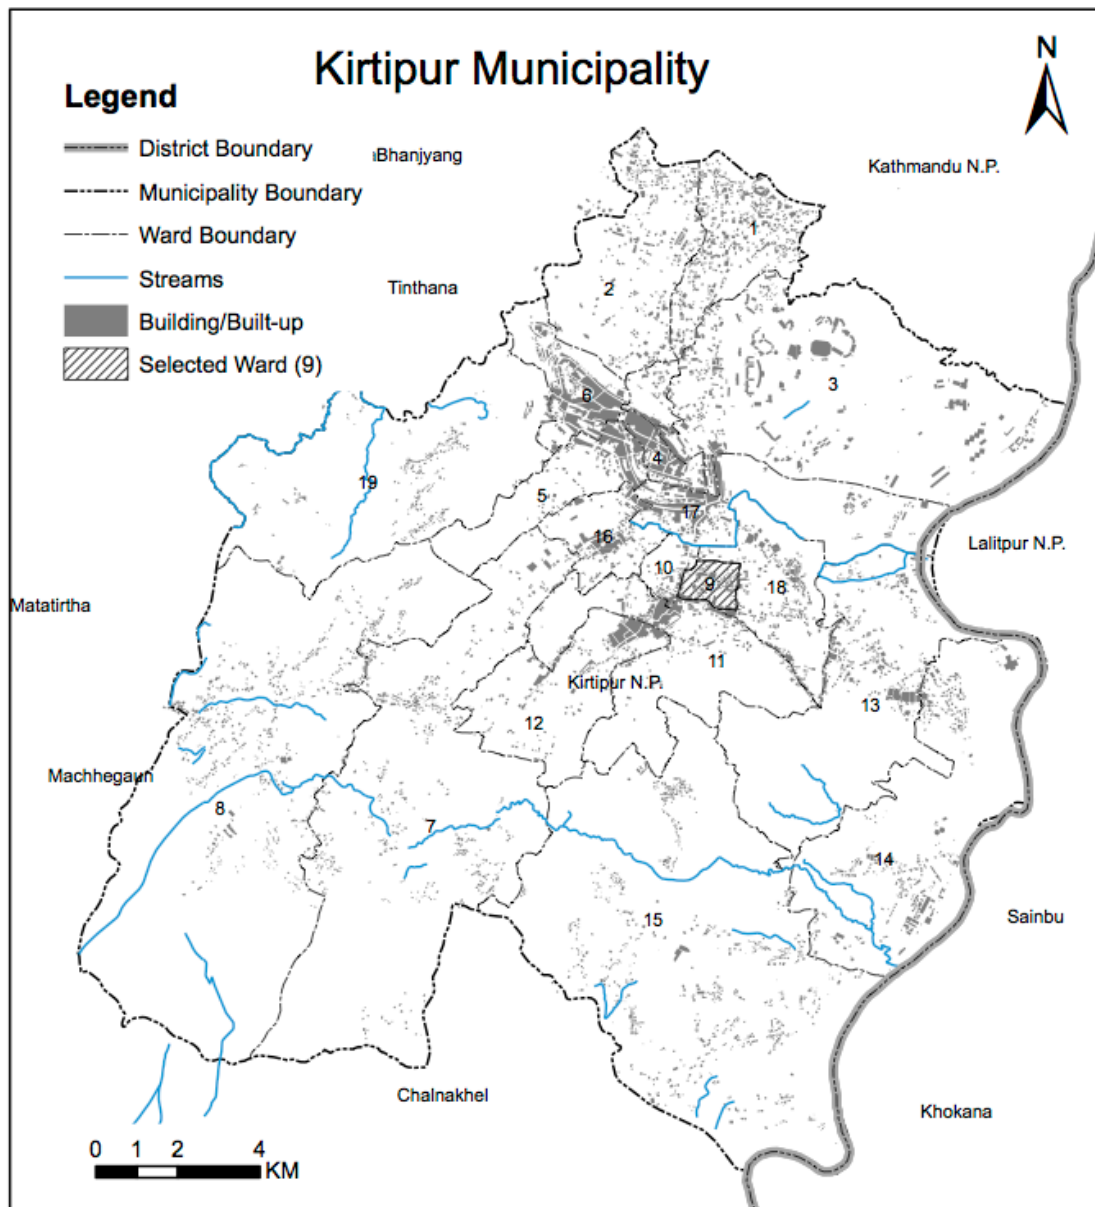 Kirtipur Municipality
N
Legend
District Boundary
Municipality Boundary
Ward Boundary
Streams
Building/Built-up
Selected Ward (9)
Bhanjyang
Kathmandu N.P.
1
Tinthana
2
3
6
4
5
19
17
16
Lalitpur N.P.
10
9
18
Matatirtha
11
Kirtipur N.P.
13
12
Machhegaun
8
7
14
15
Sainbu
Chalnakhel
Khokana
0 1 2 4
KM